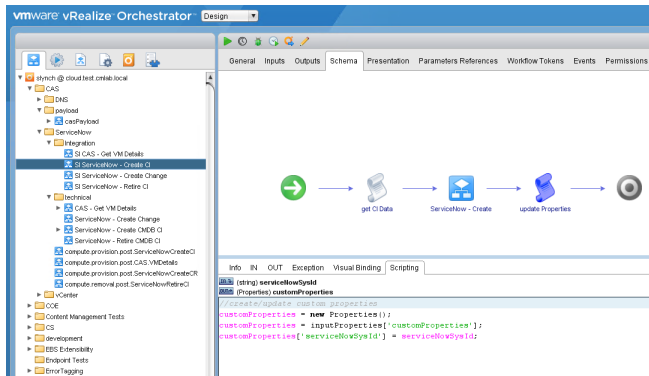 vmware vRealize Orchestrator Design
General Inputs Outputs Schema Presentation Parameters References Workflow Tokens Events Permissions
slynch @ cloud.test.cmlab.local
CAS
DNS
payload
casPayload
ServiceNow
Integration
SI CAS - Get VM Details
SI ServiceNow - Create CI
SI ServiceNow - Create Change
SI ServiceNow - Retire CI
technical
CAS - Get VM Details
ServiceNow - Create Change
ServiceNow - Create CMDB CI
ServiceNow - Retire CMDB CI
compute.provision.post.ServiceNowCreateCI
compute.provision.post.CAS.VMDetails
compute.provision.post.ServiceNowCreateCR
compute.removal.post.ServiceNowRetireCI
vCenter
COE
Content Management Tests
CS
development
EBS Extensibility
Endpoint Tests
ErrorTagging
get CI Data ServiceNow - Create update Properties
Info IN OUT Exception Visual Binding Scripting
(string) serviceNowSysId
(Properties) customProperties
//create/update custom properties
customProperties = new Properties();
customProperties = inputProperties['customProperties'];
customProperties['serviceNowSysId'] = serviceNowSysId;